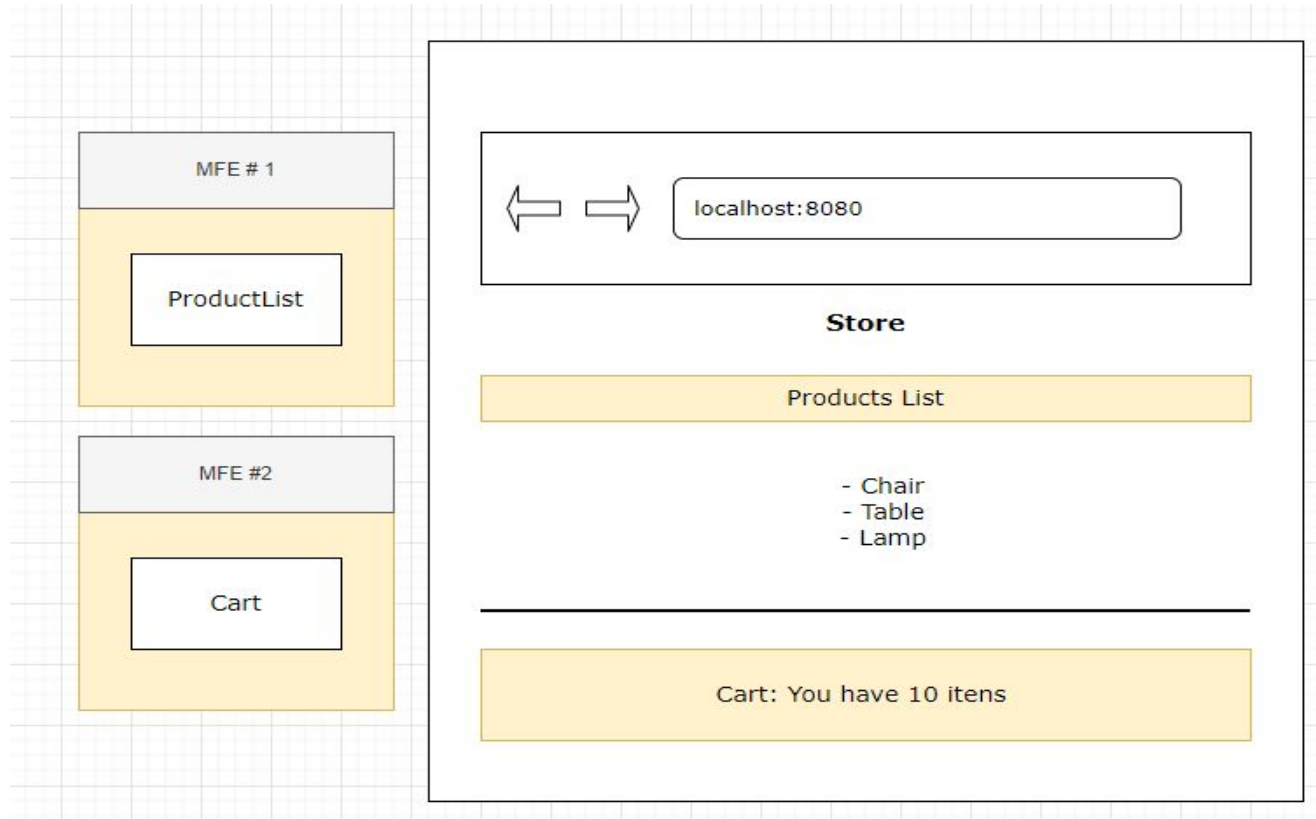 MFE # 1
ProductList
MFE #2
Cart
localhost:8080
Store
Products List
- Chair
- Table
- Lamp
Cart: You have 10 itens